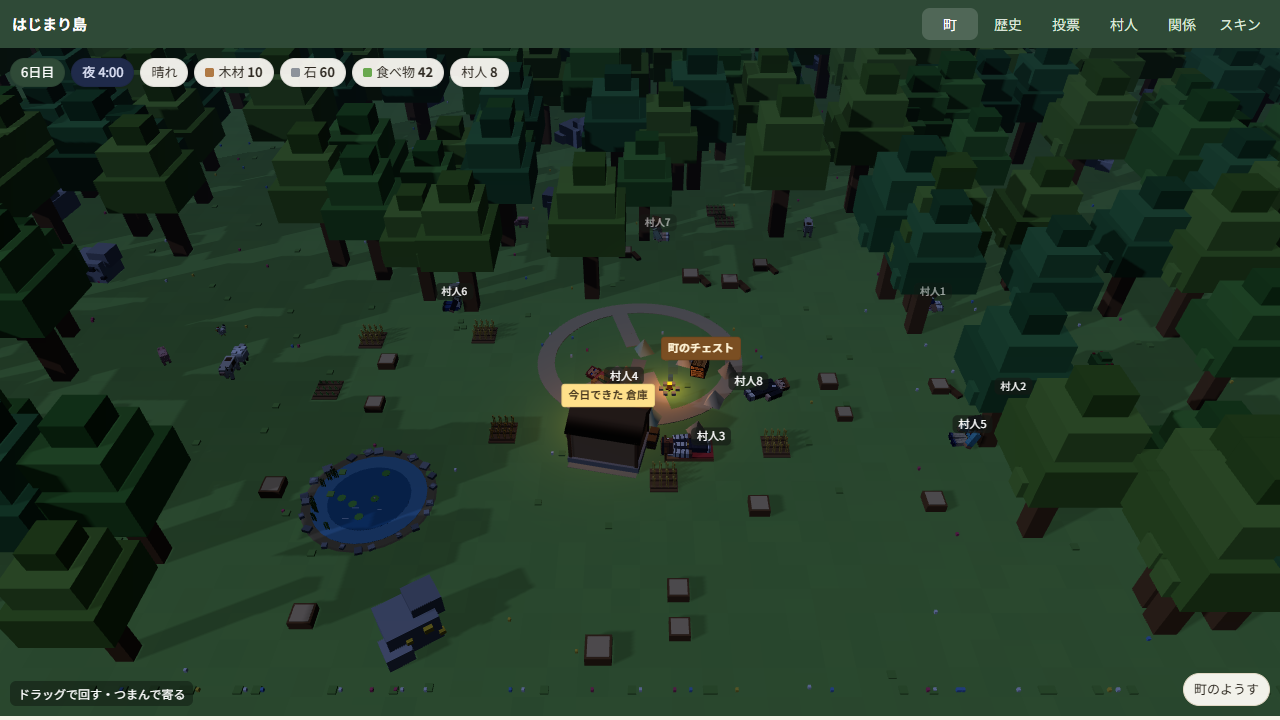 はじまり島
町 歴史 投票 村人 関係 スキン
6日目 夜 4:00 晴れ 木材 10 石 60 食べ物 42 村人 8
村人7
村人6
村人1
町のチェスト
村人4
村人8
今日できた 倉庫
村人2
村人5
村人3
ドラッグで回す・つまんで寄る
町のようす